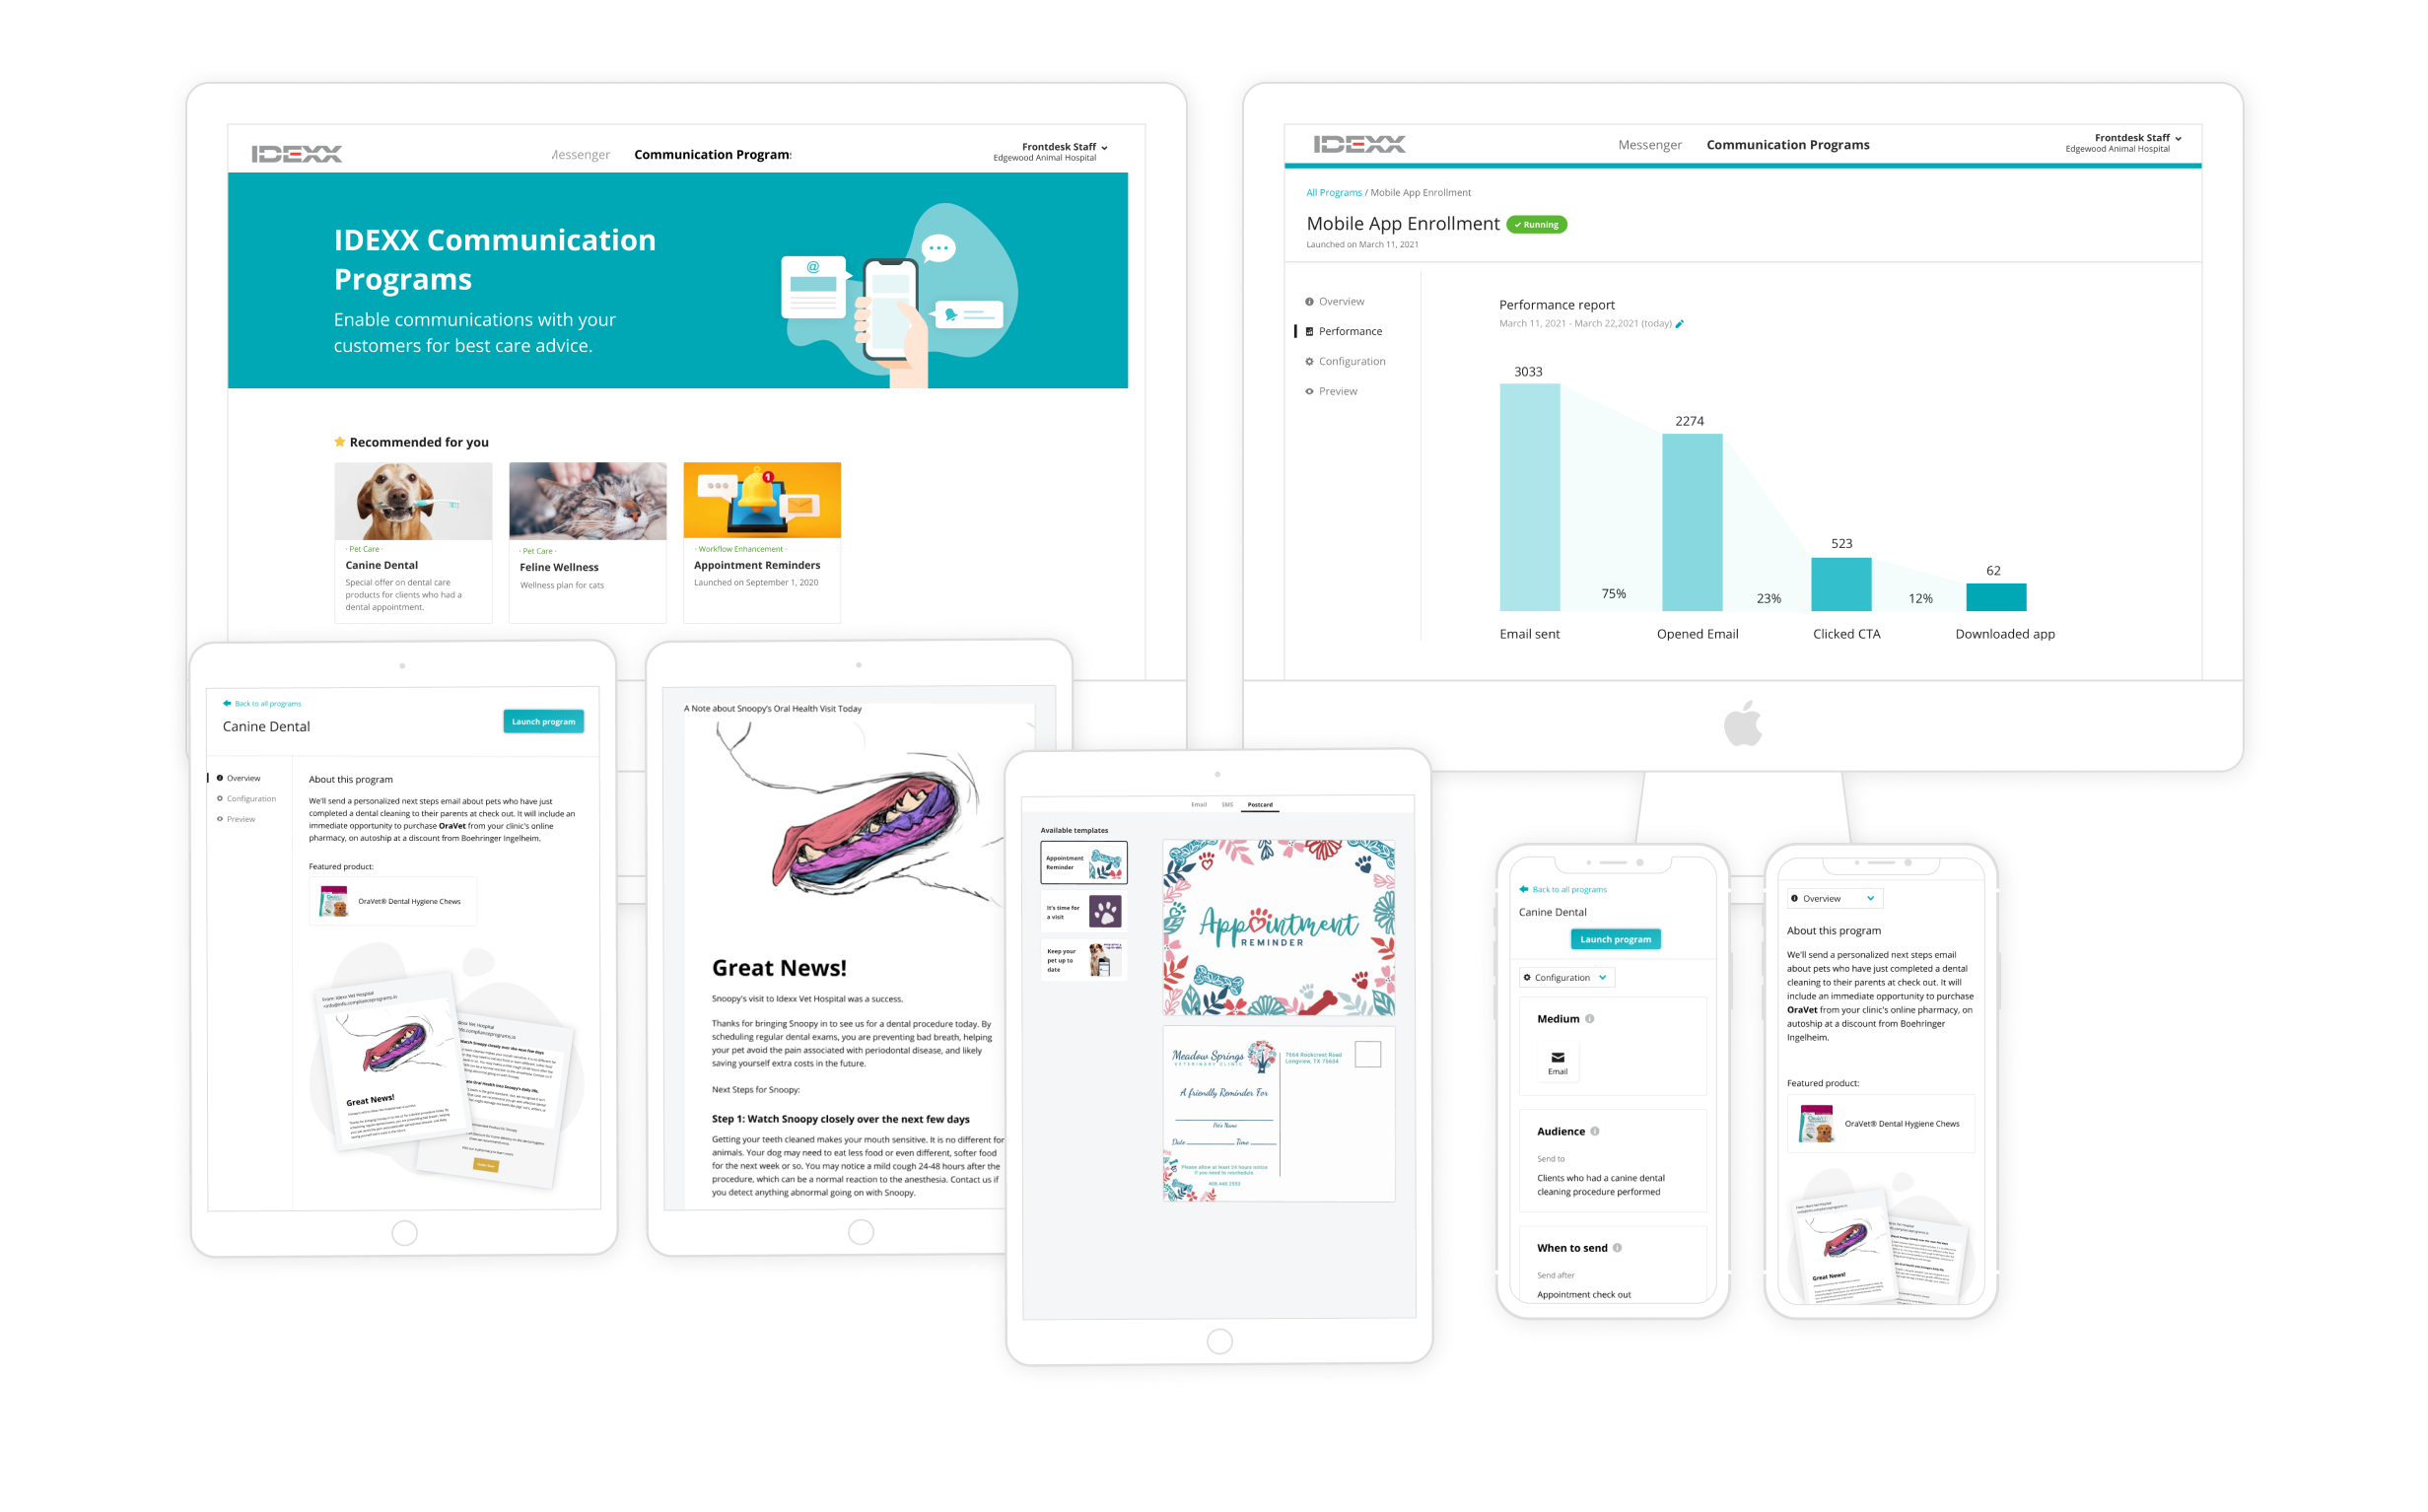 IDEXX
Messenger
Communication Programs
Frontdesk Staff
Edgewood Animal Hospital
IDEXX Communication
Programs
Enable communications with your
customers for best care advice.
@
Recommended for you
· Pet Care ·
Canine Dental
Special offer on dental care
products for clients who had a
dental appointment.
· Pet Care ·
Feline Wellness
Wellness plan for cats
1
· Workflow Enhancement ·
Appointment Reminders
Launched on September 1, 2020
IDEXX
Messenger
Communication Programs
Frontdesk Staff
Edgewood Animal Hospital
All Programs / Mobile App Enrollment
Mobile App Enrollment
Running
Launched on March 11, 2021
Overview
Performance
Configuration
Preview
Performance report
March 11, 2021 - March 22,2021 (today)
3033
2274
523
62
75%
23%
12%
Email sent
Opened Email
Clicked CTA
Downloaded app
Back to all programs
Canine Dental
Launch program
Overview
Configuration
Preview
About this program
We'll send a personalized next steps email about pets who have just
completed a dental cleaning to their parents at check out. It will include an
immediate opportunity to purchase OraVet from your clinic's online
pharmacy, on autoship at a discount from Boehringer Ingelheim.
Featured product:
OraVet® Dental Hygiene Chews
From: Idexx Vet Hospital
Great News!
A Note about Snoopy's Oral Health Visit Today
Great News!
Snoopy's visit to Idexx Vet Hospital was a success.
Thanks for bringing Snoopy in to see us for a dental procedure today. By
scheduling regular dental exams, you are preventing bad breath, helping
your pet avoid the pain associated with periodontal disease, and likely
saving yourself extra costs in the future.
Next Steps for Snoopy:
Step 1: Watch Snoopy closely over the next few days
Getting your teeth cleaned makes your mouth sensitive. It is no different for
animals. Your dog may need to eat less food or even different, softer food
for the next week or so. You may notice a mild cough 24-48 hours after the
procedure, which can be a normal reaction to the anesthesia. Contact us if
you detect anything abnormal going on with Snoopy.
Email
SMS
Postcard
Available templates
Appointment
Reminder
It's time for
a visit
Keep your
pet up to
date
Appointment
REMINDER
Meadow Springs
VETERINARY CLINIC
7664 Rockcrest Road
Longview, TX 75604
A friendly Reminder For
Pet's Name
Date
Time
Please allow at least 24 hours notice
if you need to reschedule.
408.446.2553
Back to all programs
Canine Dental
Launch program
Configuration
Medium
Email
Audience
Send to
Clients who had a canine dental
cleaning procedure performed
When to send
Send after
Appointment check out
Overview
About this program
We'll send a personalized next steps email
about pets who have just completed a dental
cleaning to their parents at check out. It will
include an immediate opportunity to purchase
OraVet from your clinic's online pharmacy, on
autoship at a discount from Boehringer
Ingelheim.
Featured product:
OraVet® Dental Hygiene Chews
Great News!